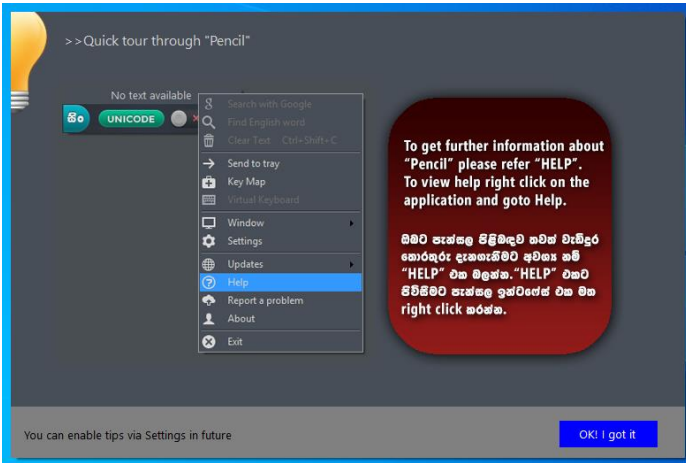 >>Quick tour through "Pencil"
No text available
සිං
UNICODE
Search with Google
Find English word
Clear Text Ctrl+Shift+C
Send to tray
Key Map
Virtual Keyboard
Window
Settings
Updates
Help
Report a problem
About
Exit
To get further information about
"Pencil" please refer "HELP".
To view help right click on the
application and goto Help.
ඔබට පැන්සල පිළිබඳව තවත් වැඩිදුර
තොරතුරු දැනගැනීමට අවශ්‍ය නම්
"HELP" එක බලන්න."HELP" එකට
පිවිසීමට පැන්සල ඉන්ටෆේස් එක මත
right click කරන්න.
You can enable tips via Settings in future
OK! I got it